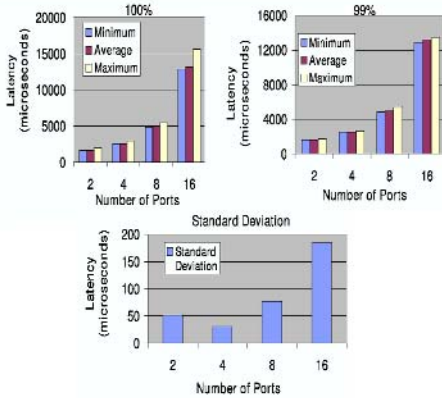 100%
Latency
(microseconds)
20000
15000
10000
5000
0
Minimum
Average
Maximum
2 4 8 16
Number of Ports
99%
Latency
(microseconds)
16000
12000
8000
4000
0
Minimum
Average
Maximum
2 4 8 16
Number of Ports
Standard Deviation
Latency
(microseconds)
200
150
100
50
0
Standard
Deviation
2 4 8 16
Number of Ports